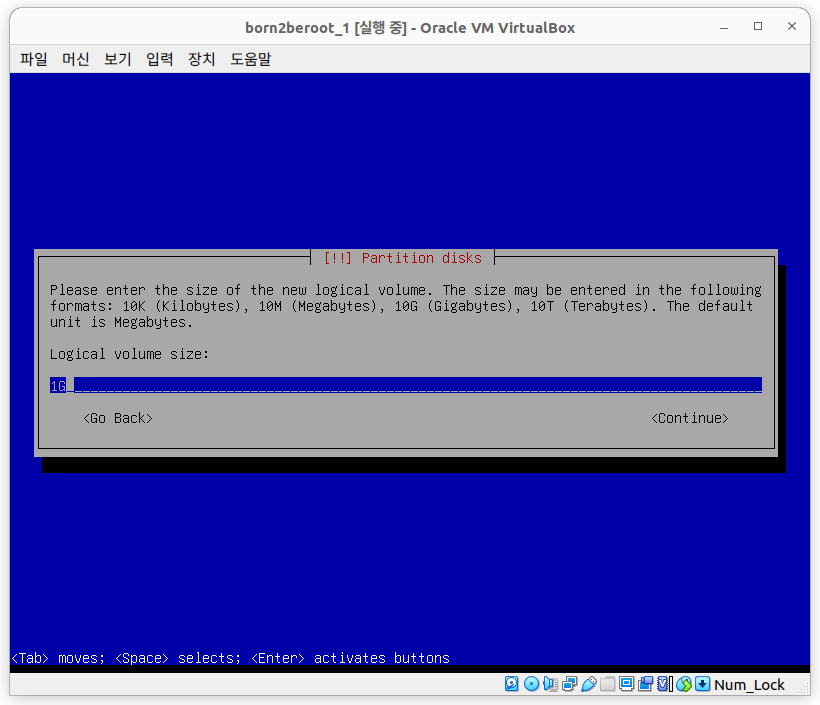 born2beroot_1 [실행 중] - Oracle VM VirtualBox
파일 머신 보기 입력 장치 도움말
[!!] Partition disks
Please enter the size of the new logical volume. The size may be entered in the following
formats: 10K (Kilobytes), 10M (Megabytes), 10G (Gigabytes), 10T (Terabytes). The default
unit is Megabytes.
Logical volume size:
1G
<Go Back> <Continue>
<Tab> moves; <Space> selects; <Enter> activates buttons
Num_Lock